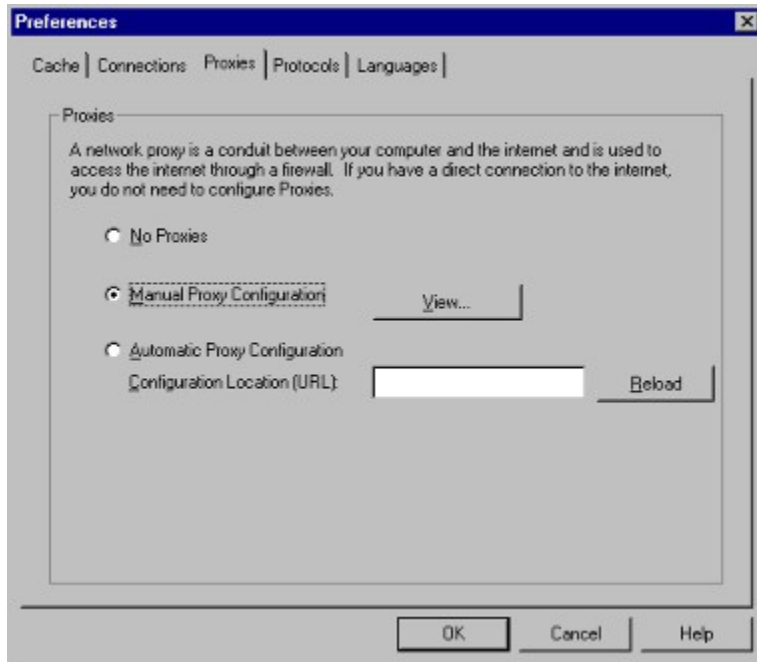 Preferences
Cache Connections Proxies Protocols Languages
Proxies
A network proxy is a conduit between your computer and the internet and is used to
access the internet through a firewall. If you have a direct connection to the internet,
you do not need to configure Proxies.
No Proxies
Manual Proxy Configuration View...
Automatic Proxy Configuration
Configuration Location (URL): Reload
OK Cancel Help